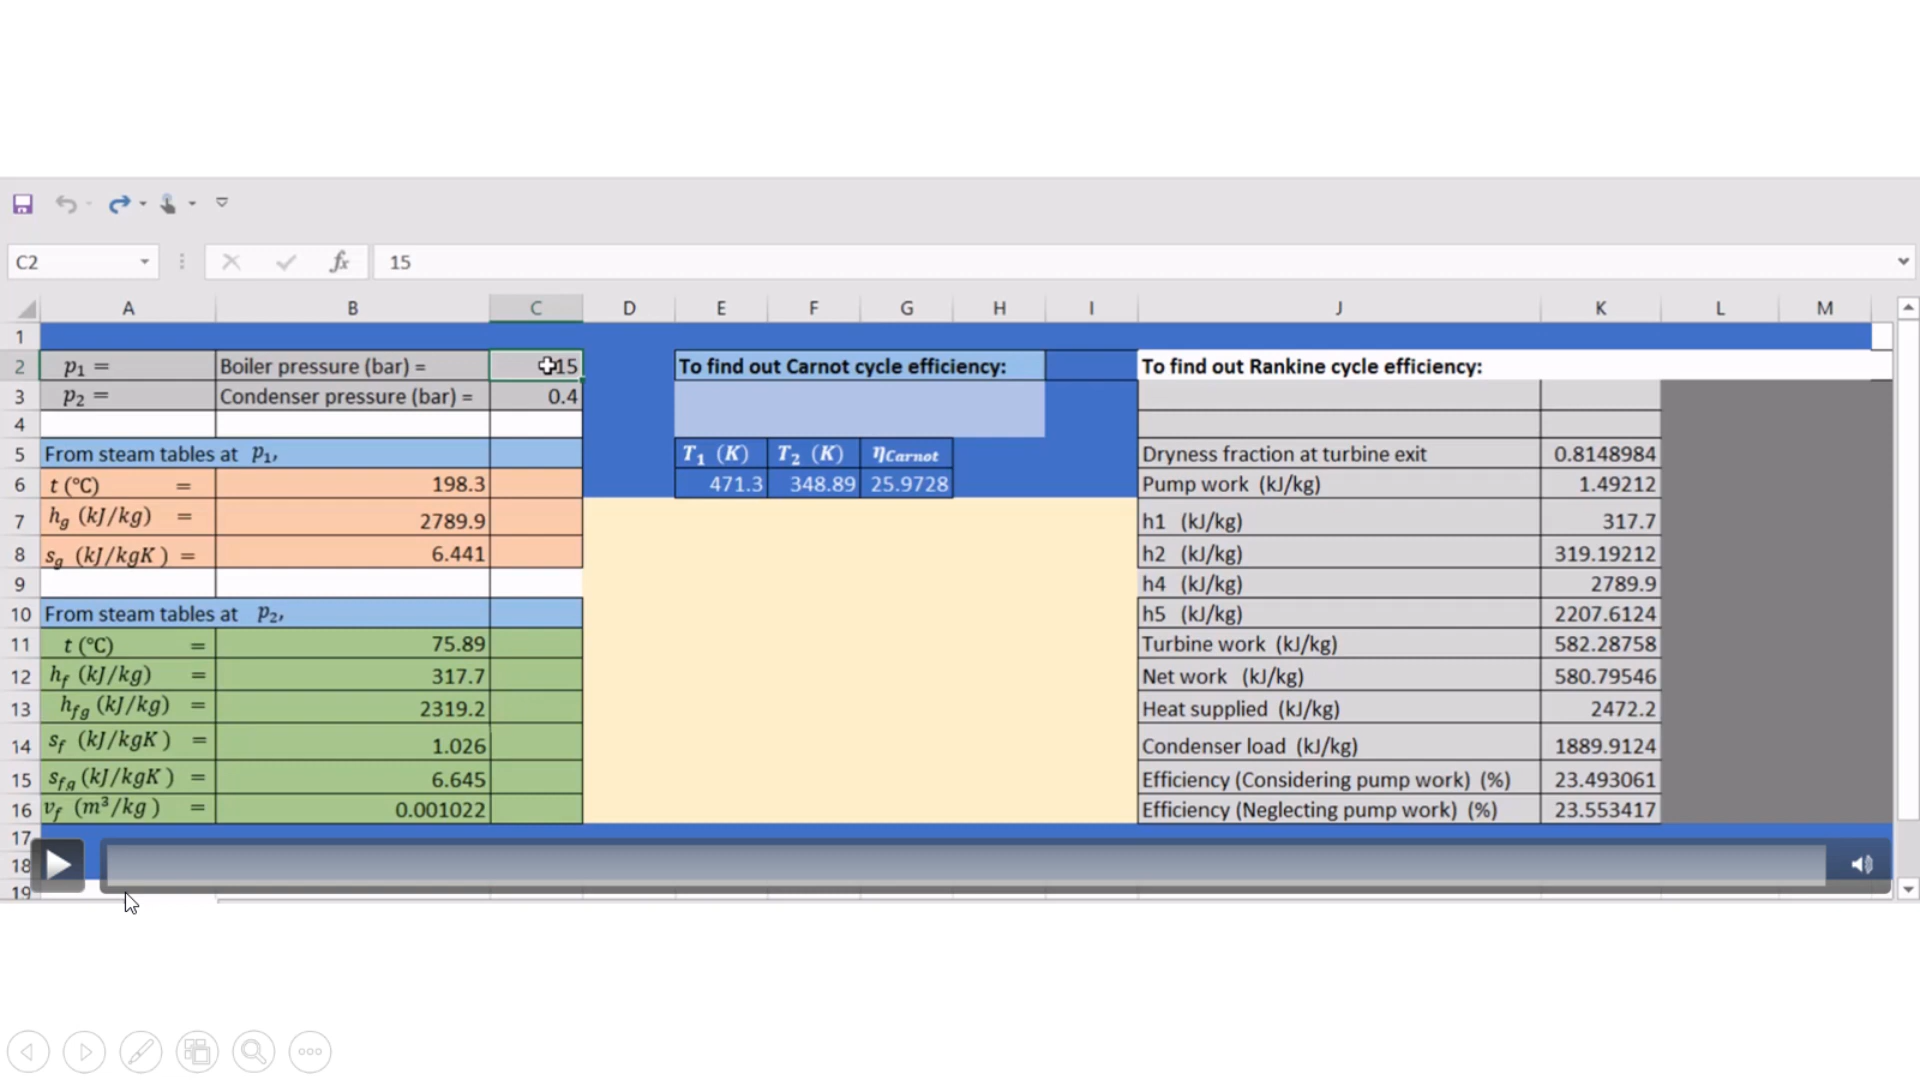 C2 fx 15
A B C D E F G H I J K L M
1
2 p₁ = Boiler pressure (bar) = 15 To find out Carnot cycle efficiency: To find out Rankine cycle efficiency:
3 p₂ = Condenser pressure (bar) = 0.4
4
5 From steam tables at p₁, T₁ (K) T₂ (K) ηCarnot Dryness fraction at turbine exit 0.8148984
6 t (°C) = 198.3 471.3 348.89 25.9728 Pump work (kJ/kg) 1.49212
7 h_g (kJ/kg) = 2789.9 h1 (kJ/kg) 317.7
8 s_g (kJ/kgK) = 6.441 h2 (kJ/kg) 319.19212
9 h4 (kJ/kg) 2789.9
10 From steam tables at p₂, h5 (kJ/kg) 2207.6124
11 t (°C) = 75.89 Turbine work (kJ/kg) 582.28758
12 h_f (kJ/kg) = 317.7 Net work (kJ/kg) 580.79546
13 h_fg (kJ/kg) = 2319.2 Heat supplied (kJ/kg) 2472.2
14 s_f (kJ/kgK) = 1.026 Condenser load (kJ/kg) 1889.9124
15 s_fg (kJ/kgK) = 6.645 Efficiency (Considering pump work) (%) 23.493061
16 v_f (m³/kg) = 0.001022 Efficiency (Neglecting pump work) (%) 23.553417
17
18
19